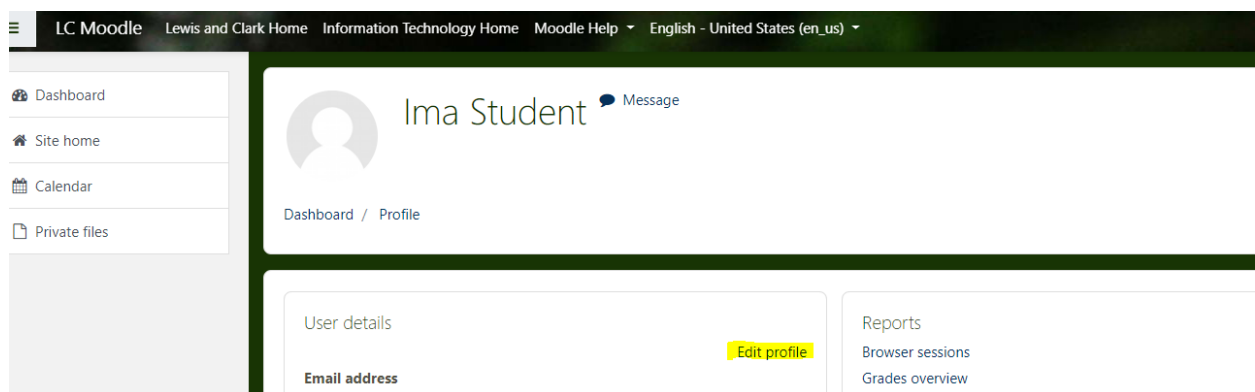 LC Moodle Lewis and Clark Home Information Technology Home Moodle Help English - United States (en_us)
Dashboard
Site home
Calendar
Private files
Ima Student Message
Dashboard / Profile
User details
Edit profile
Email address
Reports
Browser sessions
Grades overview